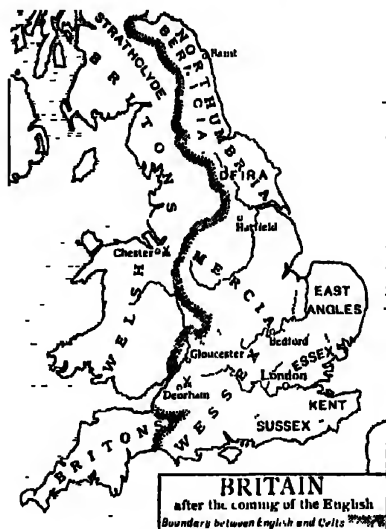 STRATHCLYDE
BRITONS
BERNICIA
NORTHUMBRIA
DEIRA
Hatfield
Chester
MERCIA
WELSH
EAST
ANGLES
Bedford
Gloucester
ESSEX
London
Deorham
WESSEX
KENT
SUSSEX
BRITONS
BRITAIN
after the coming of the English
Boundary between English and Celts